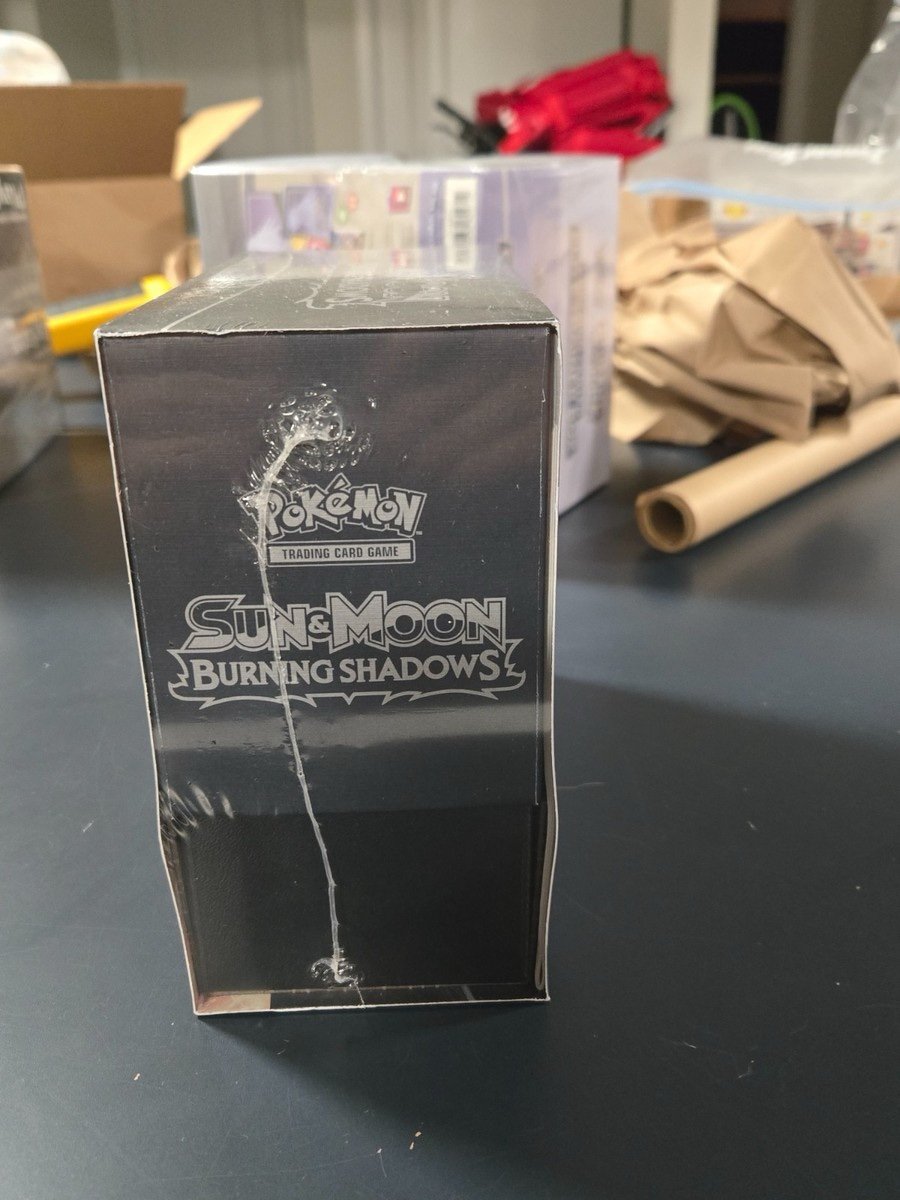 POKéMON
TRADING CARD GAME
SUN & MOON
BURNING SHADOWS